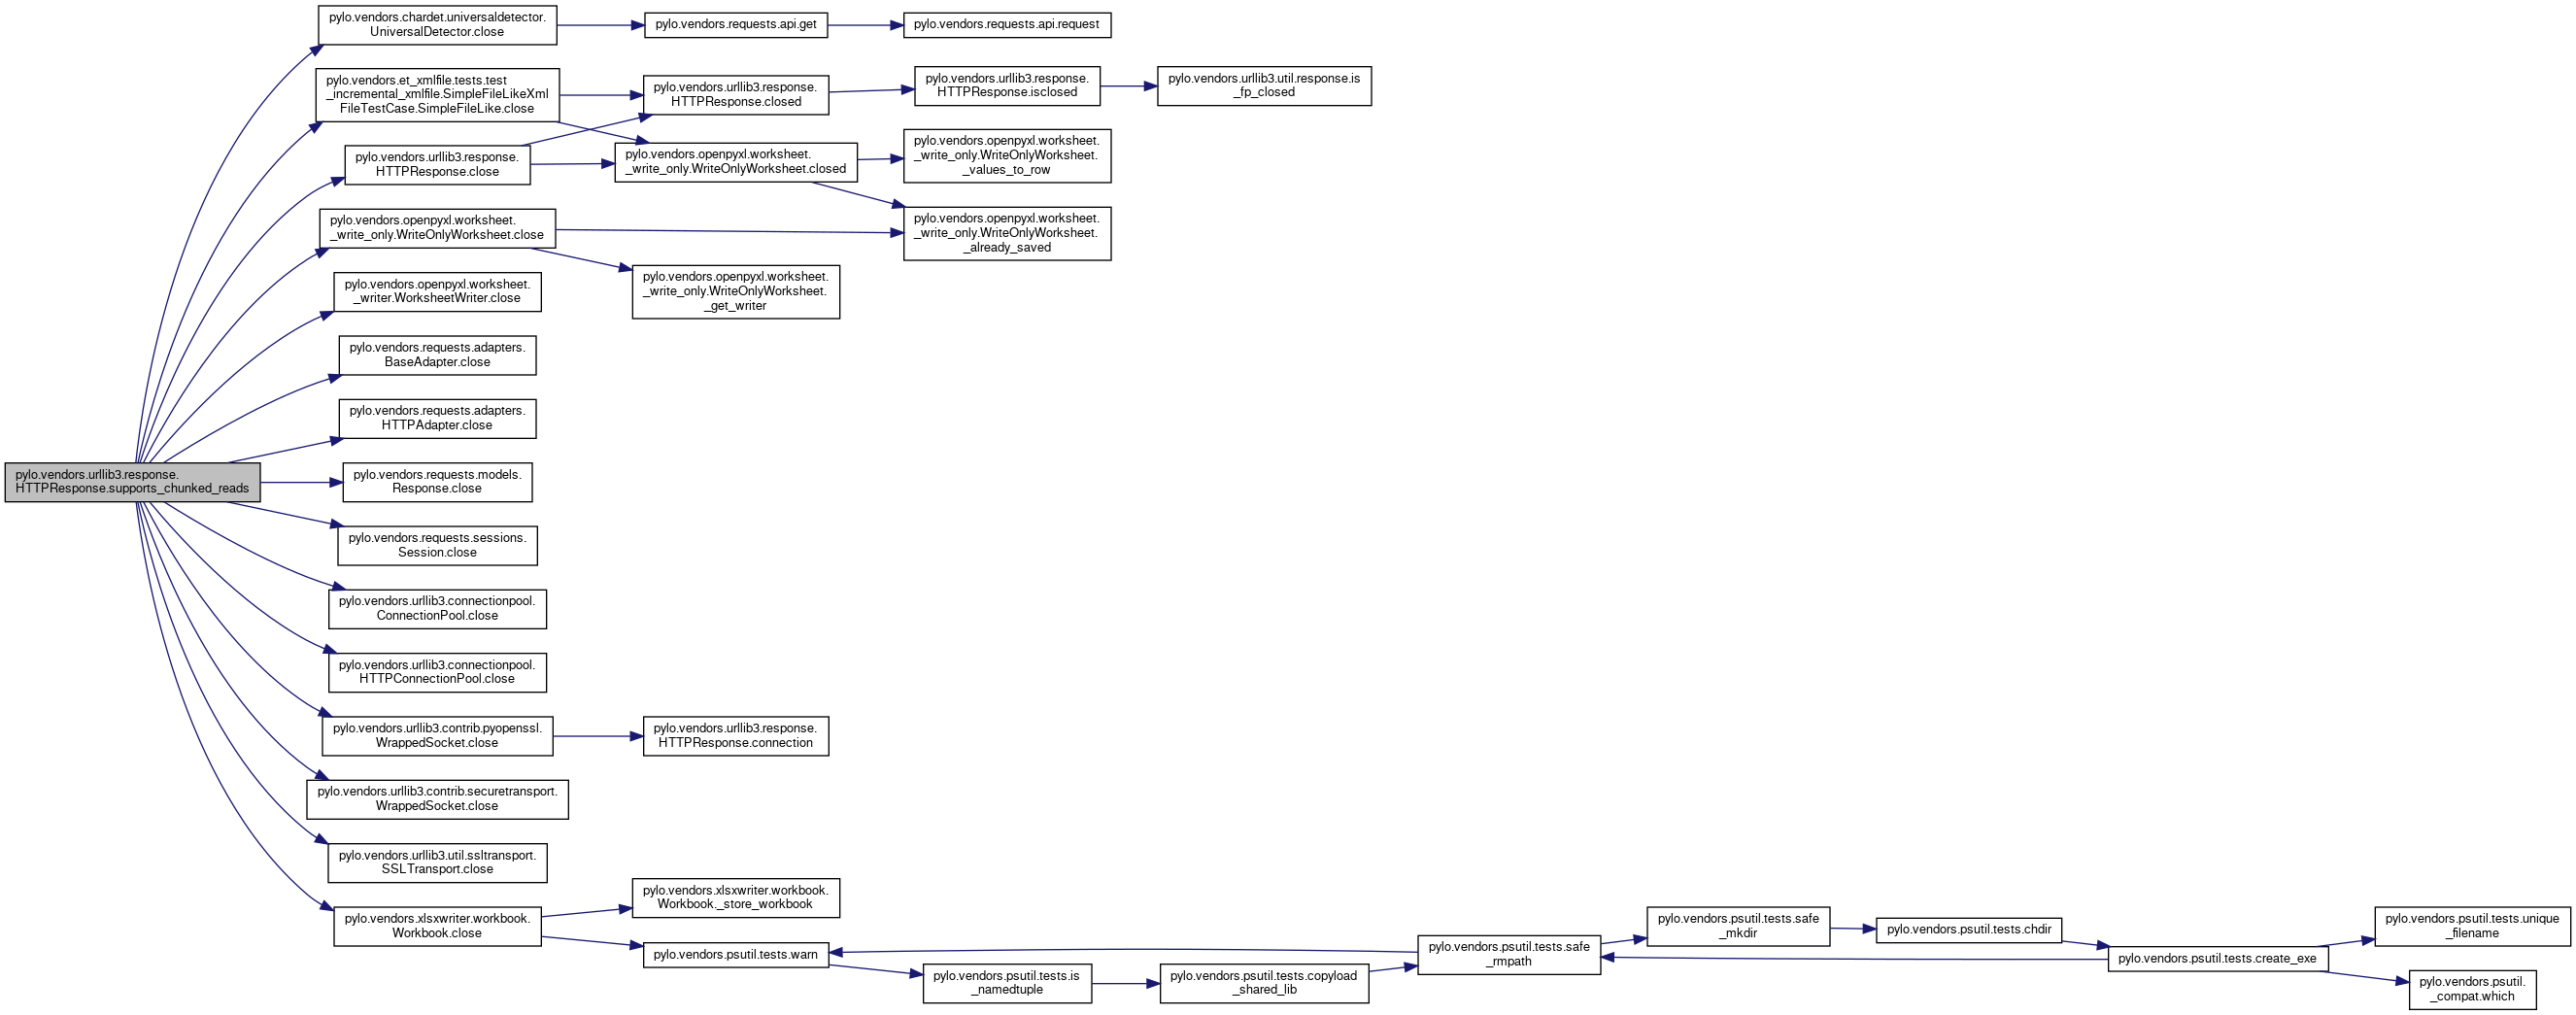 pylo.vendors.urllib3.response.
HTTPResponse.supports_chunked_reads
pylo.vendors.chardet.universaldetector.
UniversalDetector.close
pylo.vendors.requests.api.get
pylo.vendors.requests.api.request
pylo.vendors.et_xmlfile.tests.test
_incremental_xmlfile.SimpleFileLikeXml
FileTestCase.SimpleFileLike.close
pylo.vendors.urllib3.response.
HTTPResponse.closed
pylo.vendors.urllib3.response.
HTTPResponse.isclosed
pylo.vendors.urllib3.util.response.is
_fp_closed
pylo.vendors.urllib3.response.
HTTPResponse.close
pylo.vendors.openpyxl.worksheet.
_write_only.WriteOnlyWorksheet.closed
pylo.vendors.openpyxl.worksheet.
_write_only.WriteOnlyWorksheet.
_values_to_row
pylo.vendors.openpyxl.worksheet.
_write_only.WriteOnlyWorksheet.close
pylo.vendors.openpyxl.worksheet.
_write_only.WriteOnlyWorksheet.
_already_saved
pylo.vendors.openpyxl.worksheet.
_write_only.WriteOnlyWorksheet.
_get_writer
pylo.vendors.openpyxl.worksheet.
_writer.WorksheetWriter.close
pylo.vendors.requests.adapters.
BaseAdapter.close
pylo.vendors.requests.adapters.
HTTPAdapter.close
pylo.vendors.requests.models.
Response.close
pylo.vendors.requests.sessions.
Session.close
pylo.vendors.urllib3.connectionpool.
ConnectionPool.close
pylo.vendors.urllib3.connectionpool.
HTTPConnectionPool.close
pylo.vendors.urllib3.contrib.pyopenssl.
WrappedSocket.close
pylo.vendors.urllib3.response.
HTTPResponse.connection
pylo.vendors.urllib3.contrib.securetransport.
WrappedSocket.close
pylo.vendors.urllib3.util.ssltransport.
SSLTransport.close
pylo.vendors.xlsxwriter.workbook.
Workbook.close
pylo.vendors.xlsxwriter.workbook.
Workbook._store_workbook
pylo.vendors.psutil.tests.warn
pylo.vendors.psutil.tests.is
_namedtuple
pylo.vendors.psutil.tests.copyload
_shared_lib
pylo.vendors.psutil.tests.safe
_rmpath
pylo.vendors.psutil.tests.safe
_mkdir
pylo.vendors.psutil.tests.chdir
pylo.vendors.psutil.tests.create_exe
pylo.vendors.psutil.tests.unique
_filename
pylo.vendors.psutil.
_compat.which